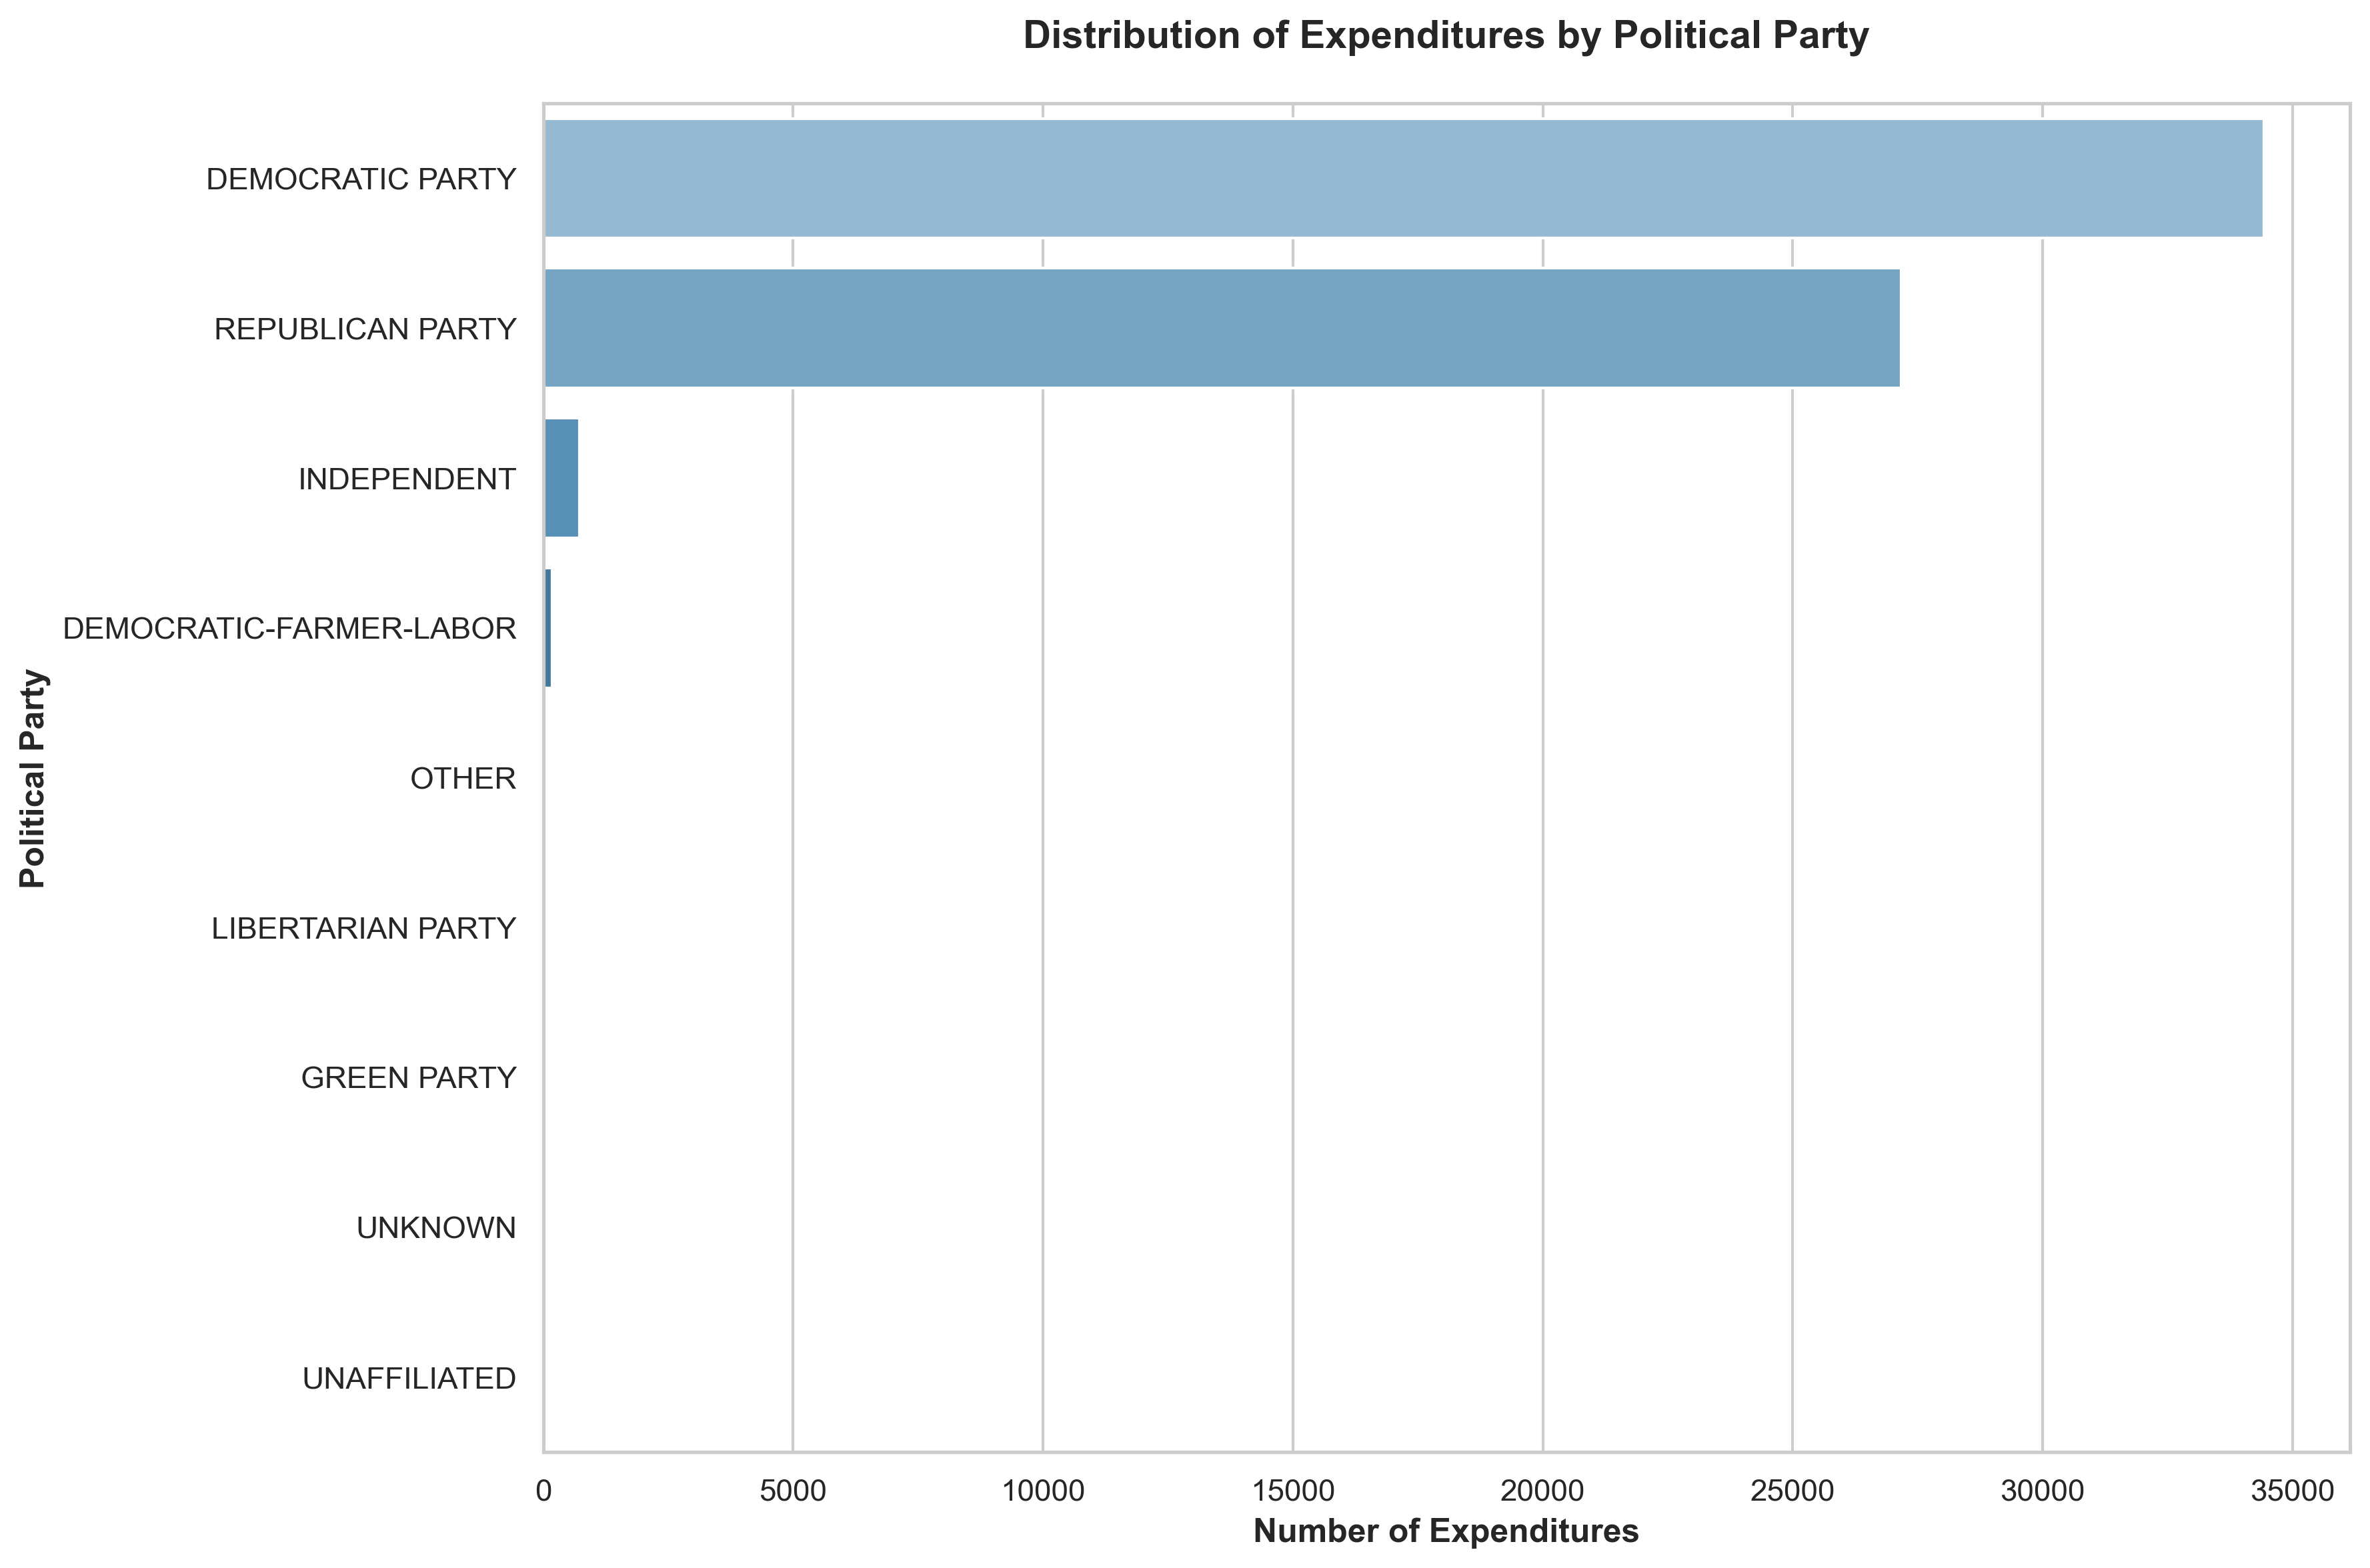 Distribution of Expenditures by Political Party
DEMOCRATIC PARTY
REPUBLICAN PARTY
INDEPENDENT
DEMOCRATIC-FARMER-LABOR
OTHER
LIBERTARIAN PARTY
GREEN PARTY
UNKNOWN
UNAFFILIATED
Political Party
0 5000 10000 15000 20000 25000 30000 35000
Number of Expenditures